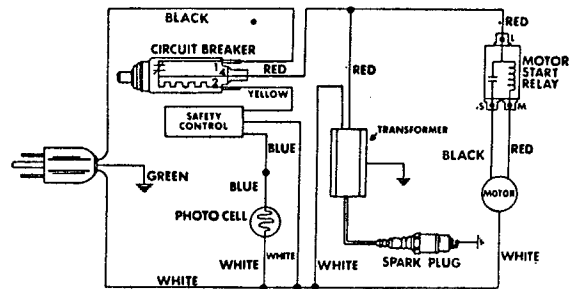 BLACK
RED
L
CIRCUIT BREAKER
1
4
2
RED
MOTOR
START
RELAY
RED
YELLOW
SAFETY
CONTROL
TRANSFORMER
S
M
BLUE
BLACK
RED
GREEN
BLUE
MOTOR
PHOTO CELL
WHITE
WHITE
WHITE
SPARK PLUG
WHITE
WHITE